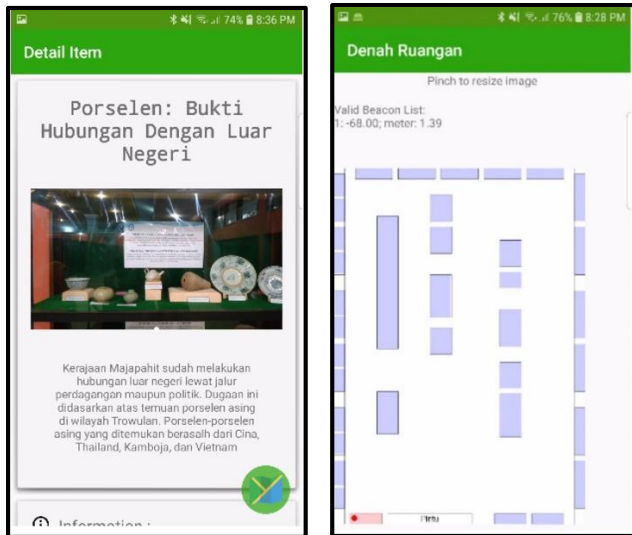 74% 8:36 PM
Detail Item
Porselen: Bukti
Hubungan Dengan Luar
Negeri
Kerajaan Majapahit sudah melakukan
hubungan luar negeri lewat jalur
perdagangan maupun politik. Dugaan ini
didasarkan atas temuan porselen asing
di wilayah Trowulan. Porselen-porselen
asing yang ditemukan berasalh dari Cina,
Thailand, Kamboja, dan Vietnam
Information :
76% 8:28 PM
Denah Ruangan
Pinch to resize image
Valid Beacon List:
1: -68.00; meter: 1.39
Pintu